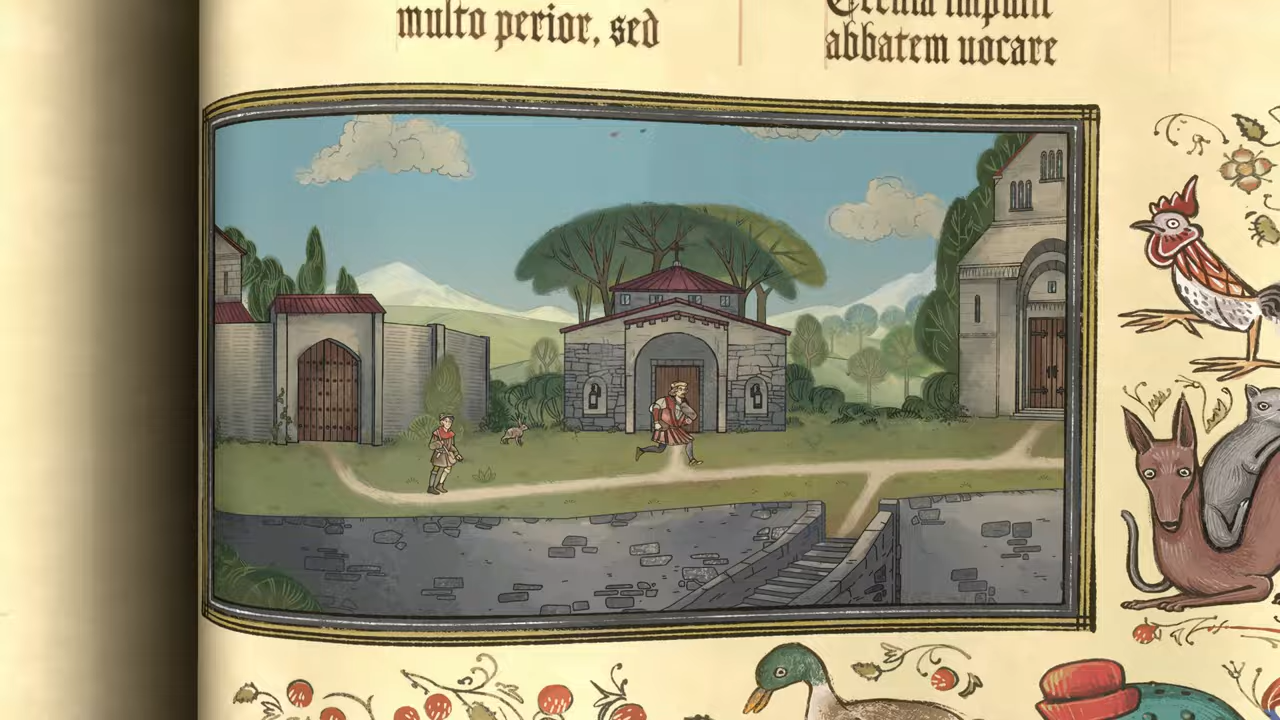 multo perior, sed
abbatem uocare